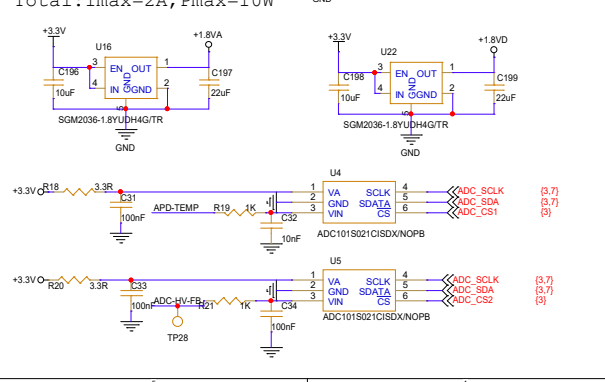 Total:Imax=2A,Pmax=10W
GND
+3.3V
U16
+1.8VA
3 EN OUT 1
C196
C197
4 IN GND 2
GND
10uF
22uF
5
SGM2036-1.8YUDH4G/TR
GND
+3.3V
U22
+1.8VD
3 EN OUT 1
C198
C199
4 IN GND 2
GND
10uF
22uF
5
SGM2036-1.8YUDH4G/TR
GND
U4
+3.3V R18 3.3R 1 VA SCLK 4 ADC_SCLK {3,7}
C31 2 GND SDATA 5 ADC_SDA {3,7}
APD-TEMP R19 1K 3 VIN CS 6 ADC_CS1 {3}
100nF
C32
10nF
ADC101S021CISDX/NOPB
U5
+3.3V R20 3.3R 1 VA SCLK 4 ADC_SCLK {3,7}
C33 2 GND SDATA 5 ADC_SDA {3,7}
ADC-HV-FB R21 1K 3 VIN CS 6 ADC_CS2 {3}
100nF
C34
100nF
ADC101S021CISDX/NOPB
TP28